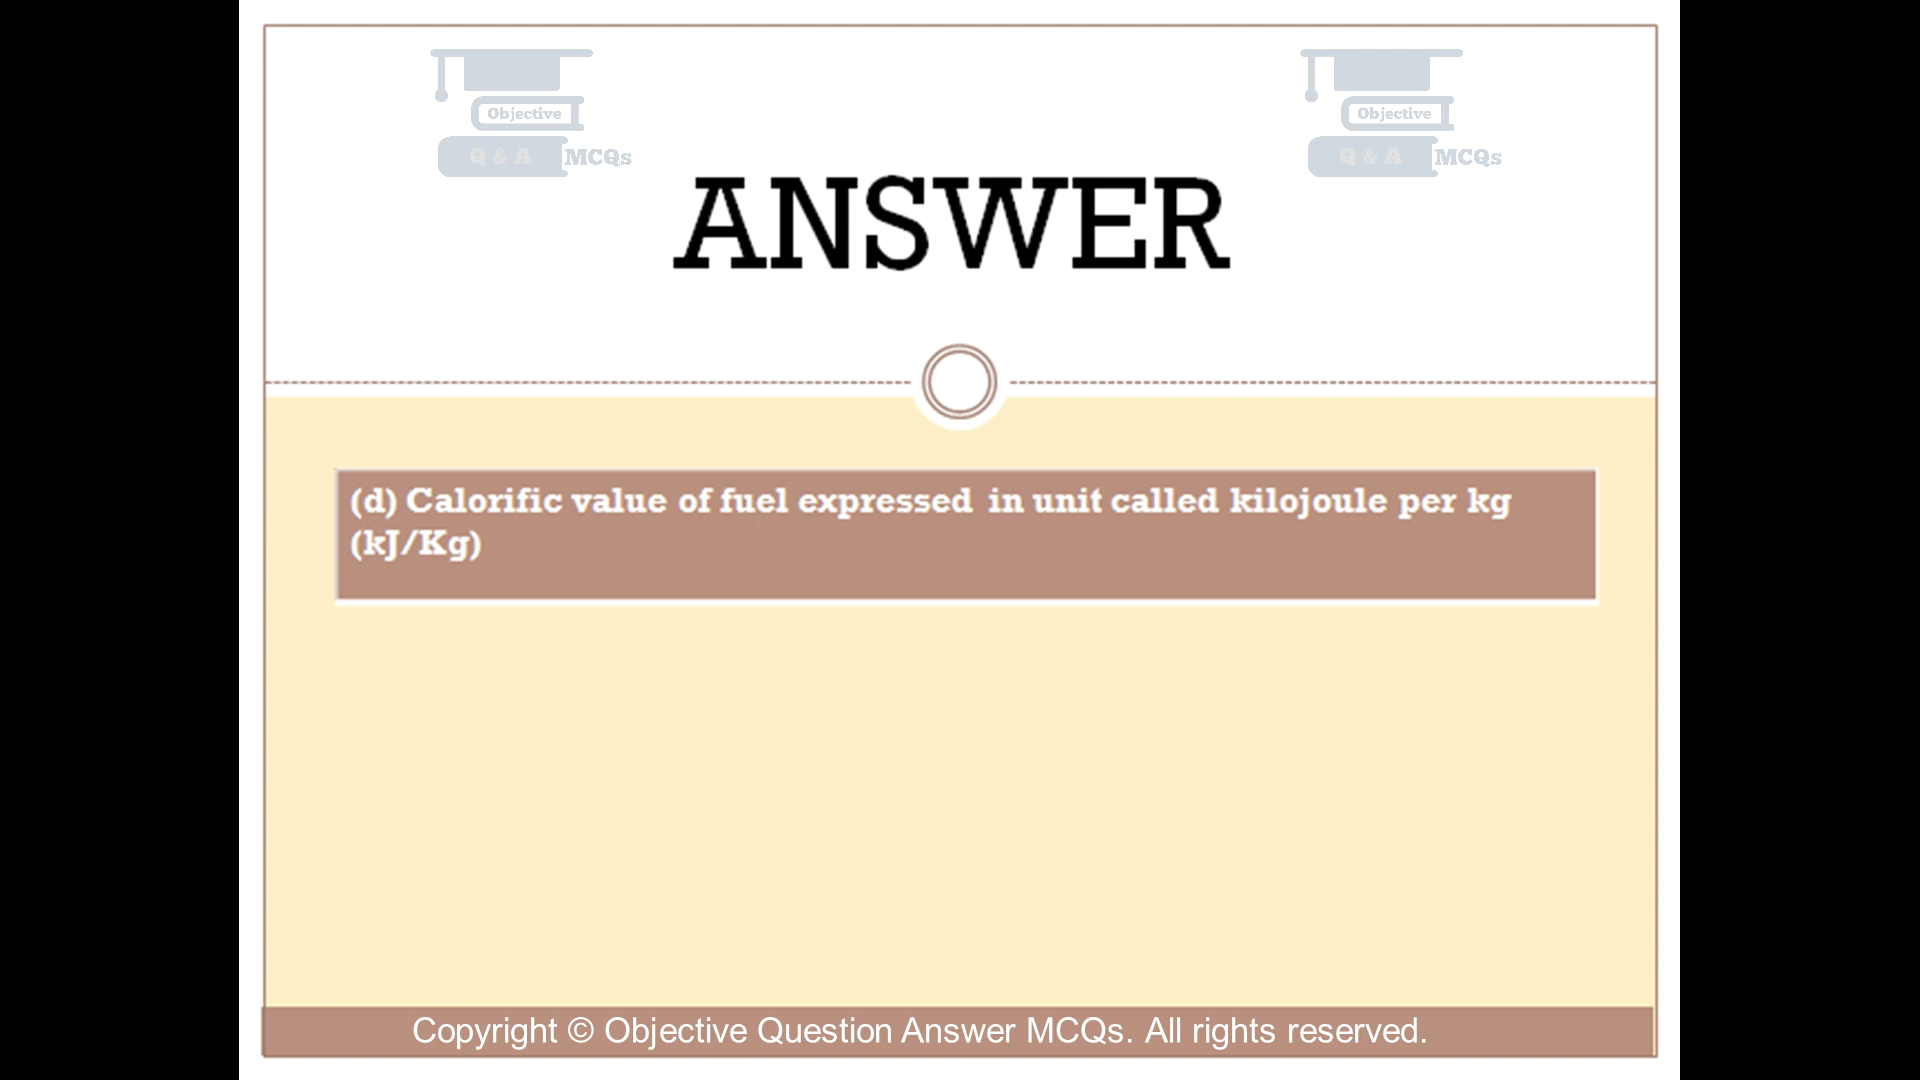 Objective
Q & A MCQs
Objective
Q & A MCQs
ANSWER
(d) Calorific value of fuel expressed in unit called kilojoule per kg
(kJ/Kg)
Copyright © Objective Question Answer MCQs. All rights reserved.